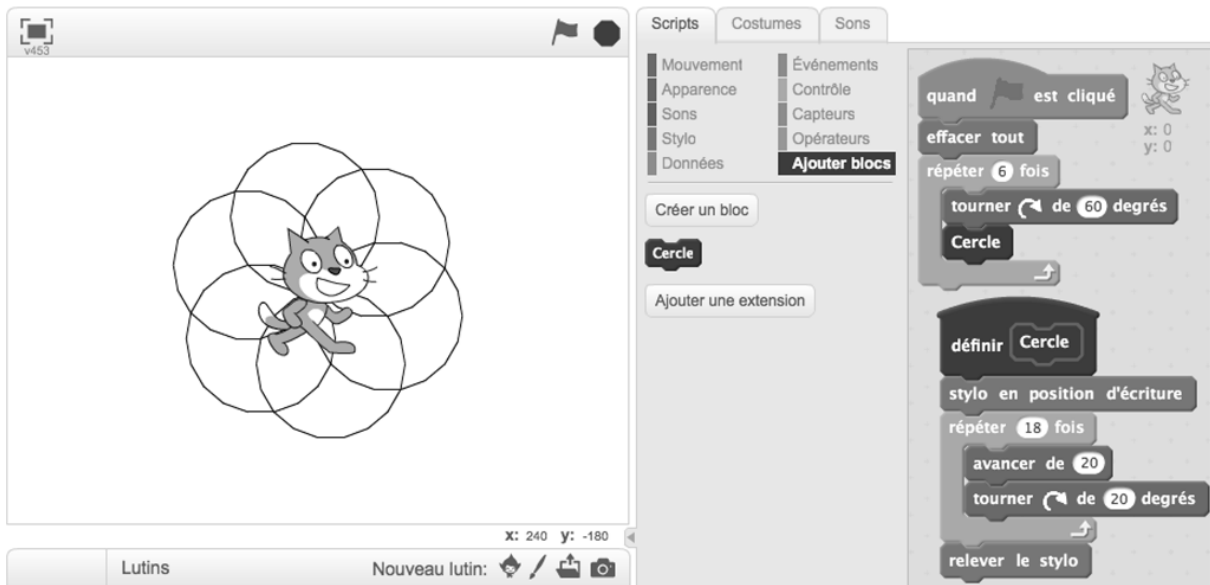 v453
Scripts
Costumes
Sons
Mouvement
Événements
Apparence
Contrôle
Sons
Capteurs
Stylo
Opérateurs
Données
Ajouter blocs
Créer un bloc
Cercle
Ajouter une extension
quand est cliqué
effacer tout
répéter 6 fois
tourner de 60 degrés
Cercle
x: 0
y: 0
définir Cercle
stylo en position d'écriture
répéter 18 fois
avancer de 20
tourner de 20 degrés
relever le stylo
x: 240 y: -180
Lutins
Nouveau lutin: